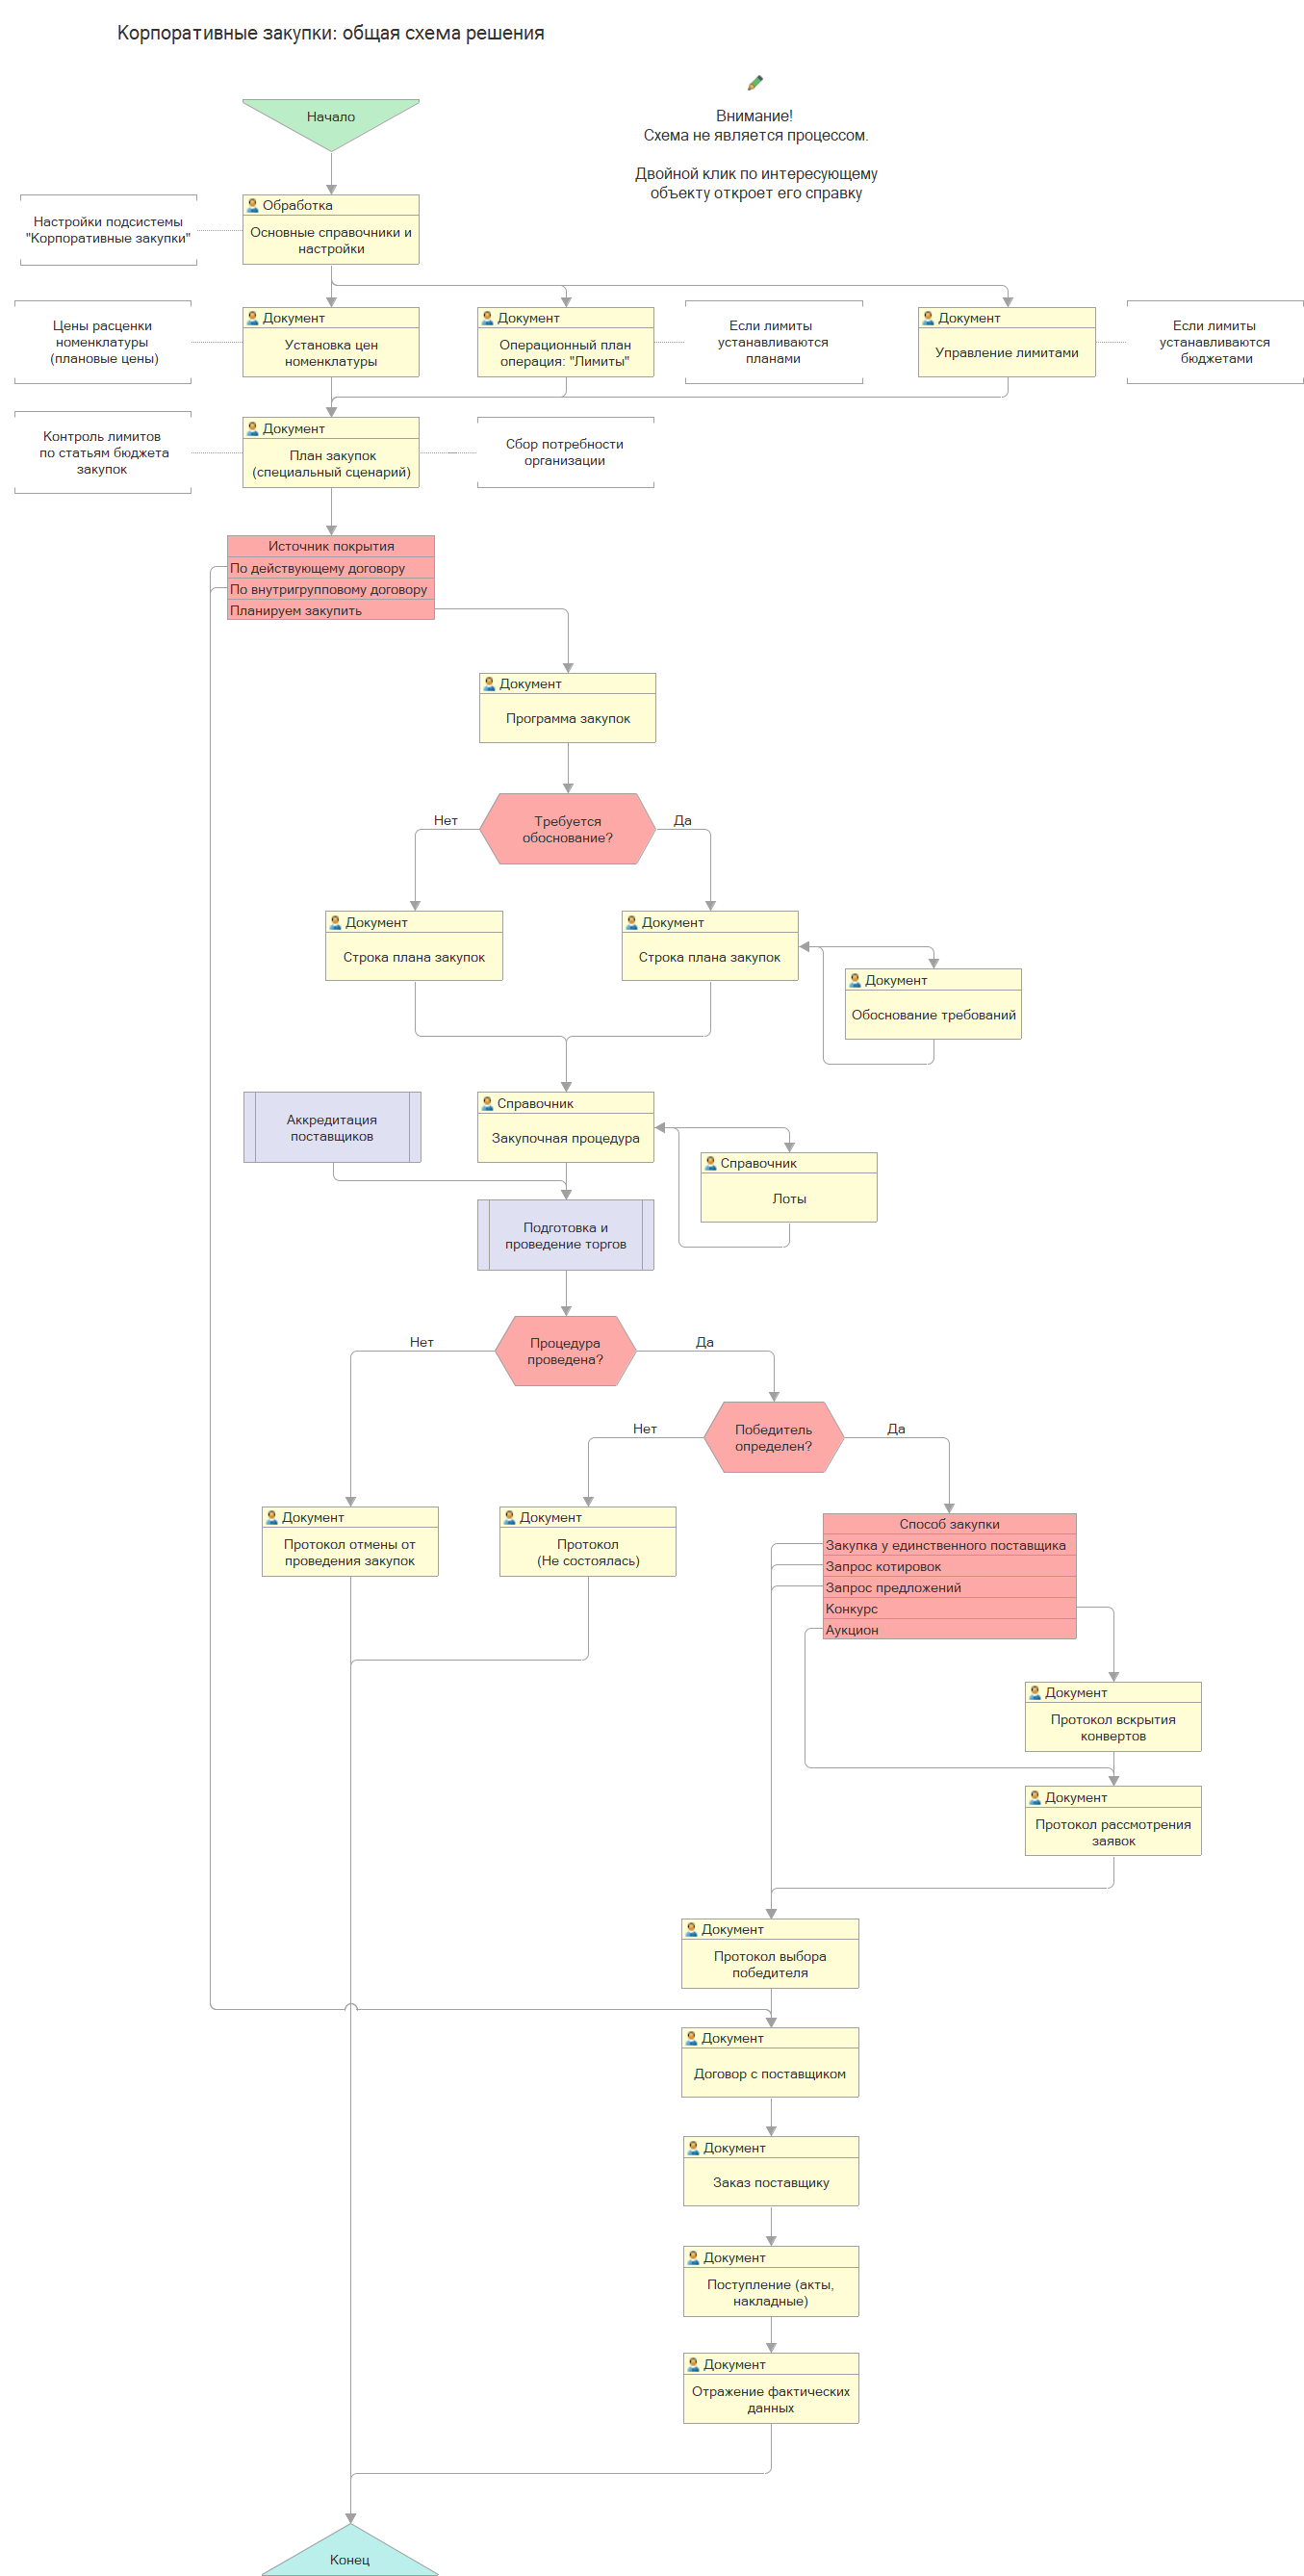 Корпоративные закупки: общая схема решения
Внимание!
Схема не является процессом.
Двойной клик по интересующему
объекту откроет его справку
Начало
Настройки подсистемы
"Корпоративные закупки"
Обработка
Основные справочники и
настройки
Цены расценки
номенклатуры
(плановые цены)
Документ
Установка цен
номенклатуры
Документ
Операционный план
операция: "Лимиты"
Если лимиты
устанавливаются
планами
Документ
Управление лимитами
Если лимиты
устанавливаются
бюджетами
Контроль лимитов
по статьям бюджета
закупок
Документ
План закупок
(специальный сценарий)
Сбор потребности
организации
Источник покрытия
По действующему договору
По внутригрупповому договору
Планируем закупить
Документ
Программа закупок
Нет
Требуется
обоснование?
Да
Документ
Строка плана закупок
Документ
Строка плана закупок
Документ
Обоснование требований
Аккредитация
поставщиков
Справочник
Закупочная процедура
Справочник
Лоты
Подготовка и
проведение торгов
Нет
Процедура
проведена?
Да
Нет
Победитель
определен?
Да
Документ
Протокол отмены от
проведения закупок
Документ
Протокол
(Не состоялась)
Способ закупки
Закупка у единственного поставщика
Запрос котировок
Запрос предложений
Конкурс
Аукцион
Документ
Протокол вскрытия
конвертов
Документ
Протокол рассмотрения
заявок
Документ
Протокол выбора
победителя
Документ
Договор с поставщиком
Документ
Заказ поставщику
Документ
Поступление (акты,
накладные)
Документ
Отражение фактических
данных
Конец